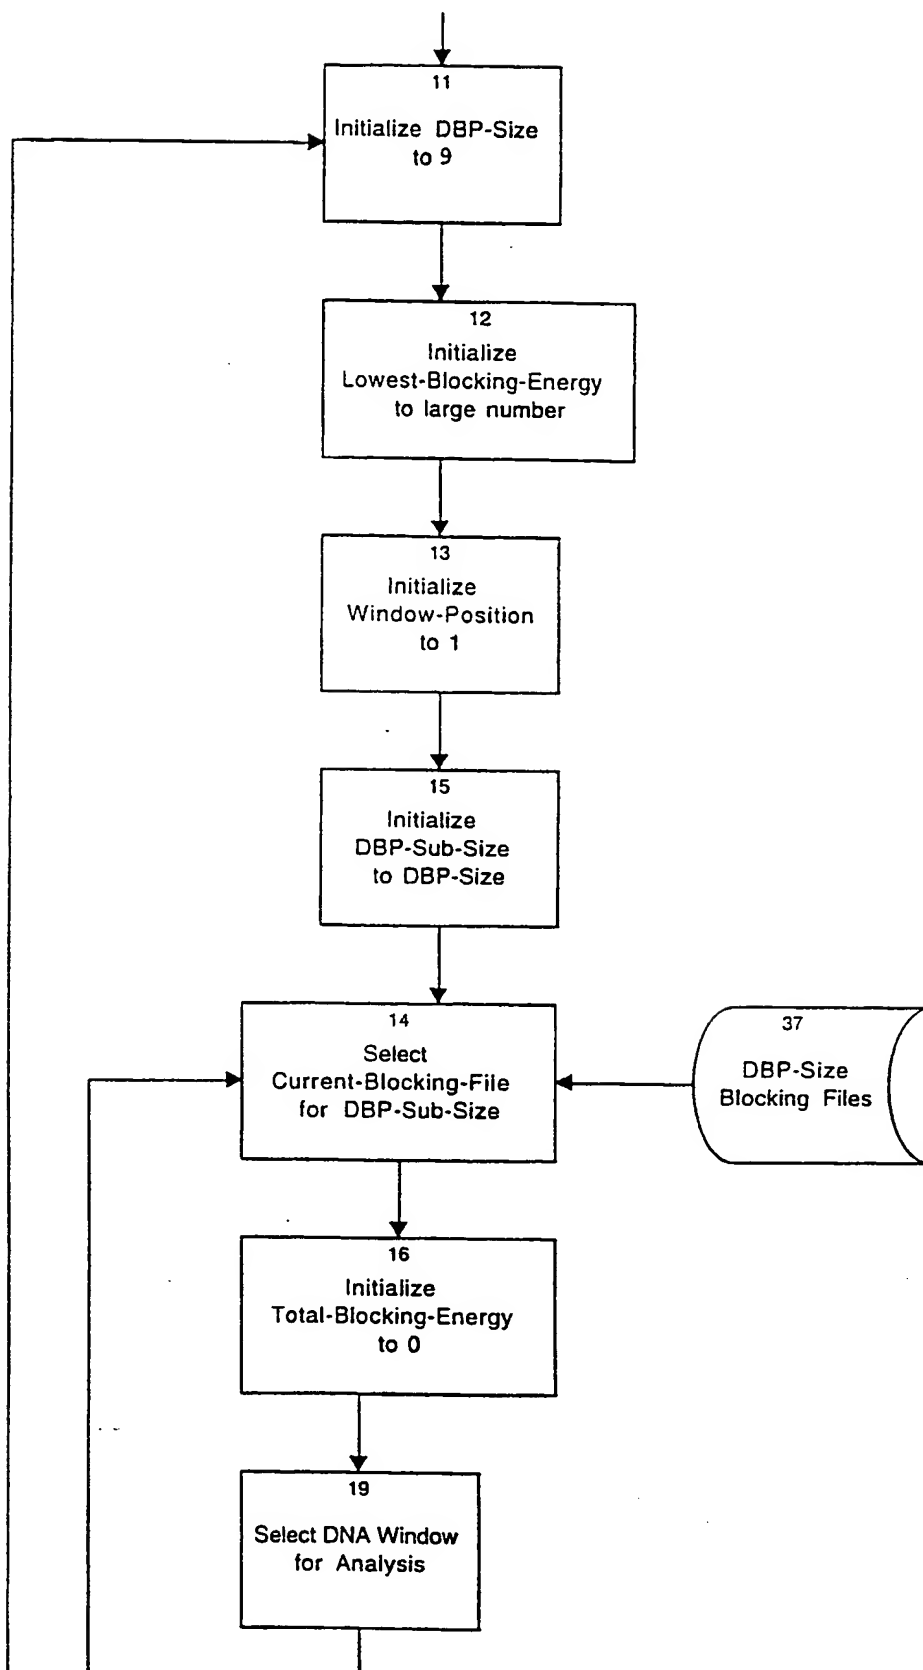 11
Initialize DBP-Size
to 9
12
Initialize
Lowest-Blocking-Energy
to large number
13
Initialize
Window-Position
to 1
15
Initialize
DBP-Sub-Size
to DBP-Size
14
Select
Current-Blocking-File
for DBP-Sub-Size
37
DBP-Size
Blocking Files
16
Initialize
Total-Blocking-Energy
to 0
19
Select DNA Window
for Analysis